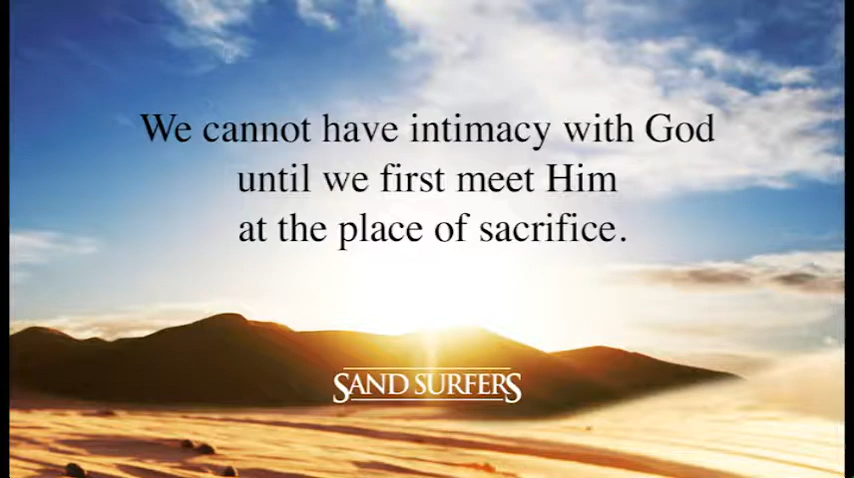 We cannot have intimacy with God
until we first meet Him
at the place of sacrifice.
SAND SURFERS